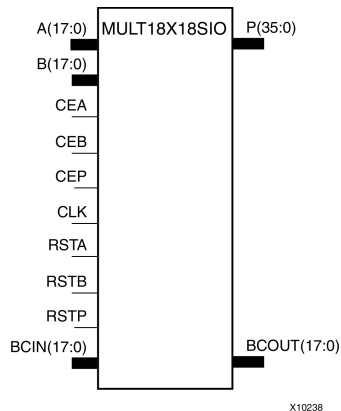 A(17:0) MULT18X18SIO P(35:0)
B(17:0)
CEA
CEB
CEP
CLK
RSTA
RSTB
RSTP
BCIN(17:0) BCOUT(17:0)
X10238